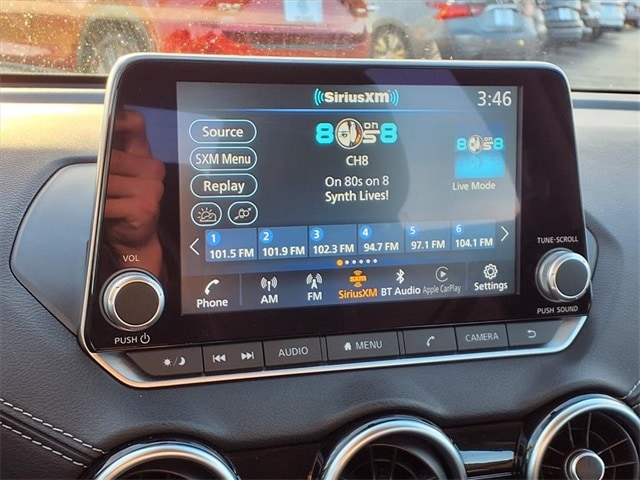 SiriusXM 3:46
Source
SXM Menu
Replay
8 on 80s 8
CH8
On 80s on 8
Synth Lives!
Live Mode
1 2 3 4 5 6
101.5 FM 101.9 FM 102.3 FM 94.7 FM 97.1 FM 104.1 FM
Phone AM FM SiriusXM BT Audio Apple CarPlay Settings
VOL
PUSH
TUNE-SCROLL
PUSH SOUND
AUDIO MENU CAMERA